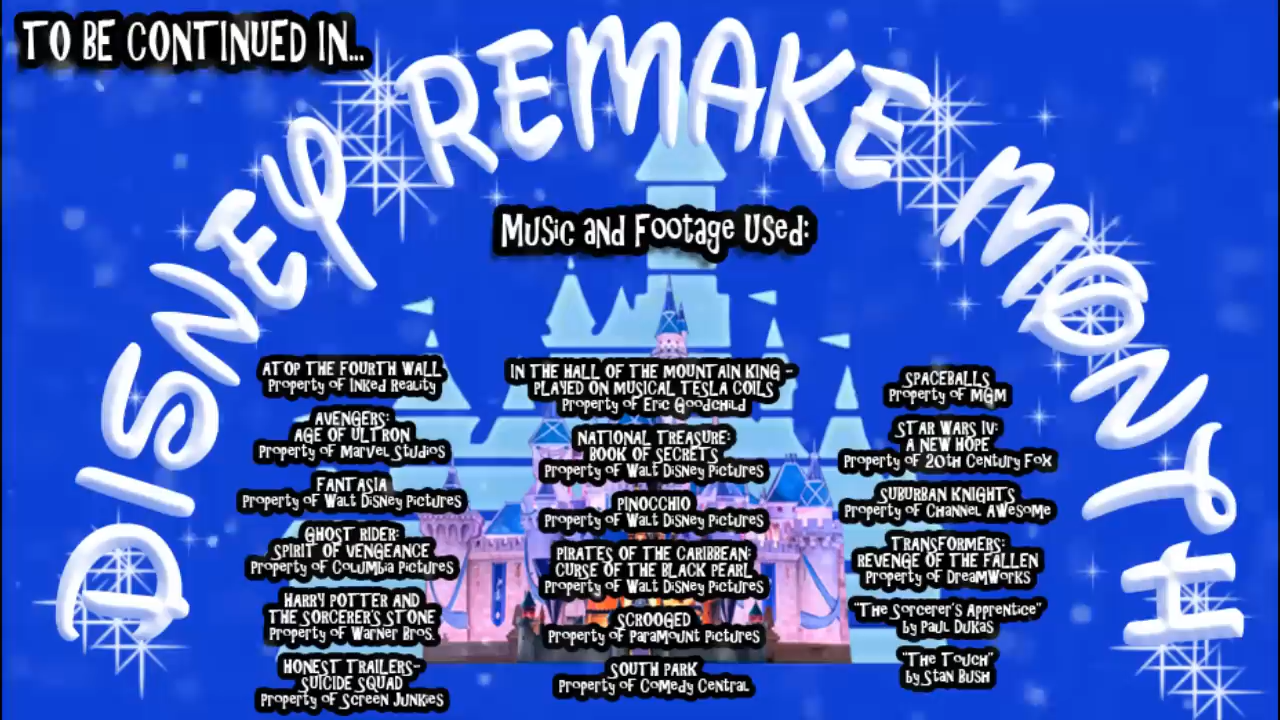 TO BE CONTINUED IN...
DISNEY REMAKE MONTH
Music and Footage Used:
ATOP THE FOURTH WALL
Property of Inked Reality
AVENGERS:
AGE OF ULTRON
Property of Marvel Studios
FANTASIA
Property of Walt Disney Pictures
GHOST RIDER:
SPIRIT OF VENGEANCE
Property of Columbia Pictures
HARRY POTTER AND
THE SORCERER'S STONE
Property of Warner Bros.
HONEST TRAILERS-
SUICIDE SQUAD
Property of Screen Junkies
IN THE HALL OF THE MOUNTAIN KING -
PLAYED ON MUSICAL TESLA COILS
Property of Eric Goodchild
NATIONAL TREASURE:
BOOK OF SECRETS
Property of Walt Disney Pictures
PINOCCHIO
Property of Walt Disney Pictures
PIRATES OF THE CARIBBEAN:
CURSE OF THE BLACK PEARL
Property of Walt Disney Pictures
SCROOGED
Property of Paramount Pictures
SOUTH PARK
Property of Comedy Central
SPACEBALLS
Property of MGM
STAR WARS IV:
A NEW HOPE
Property of 20th Century Fox
SUBURBAN KNIGHTS
Property of Channel Awesome
TRANSFORMERS:
REVENGE OF THE FALLEN
Property of DreamWorks
"The Sorcerer's Apprentice"
by Paul Dukas
"The Touch"
by Stan Bush